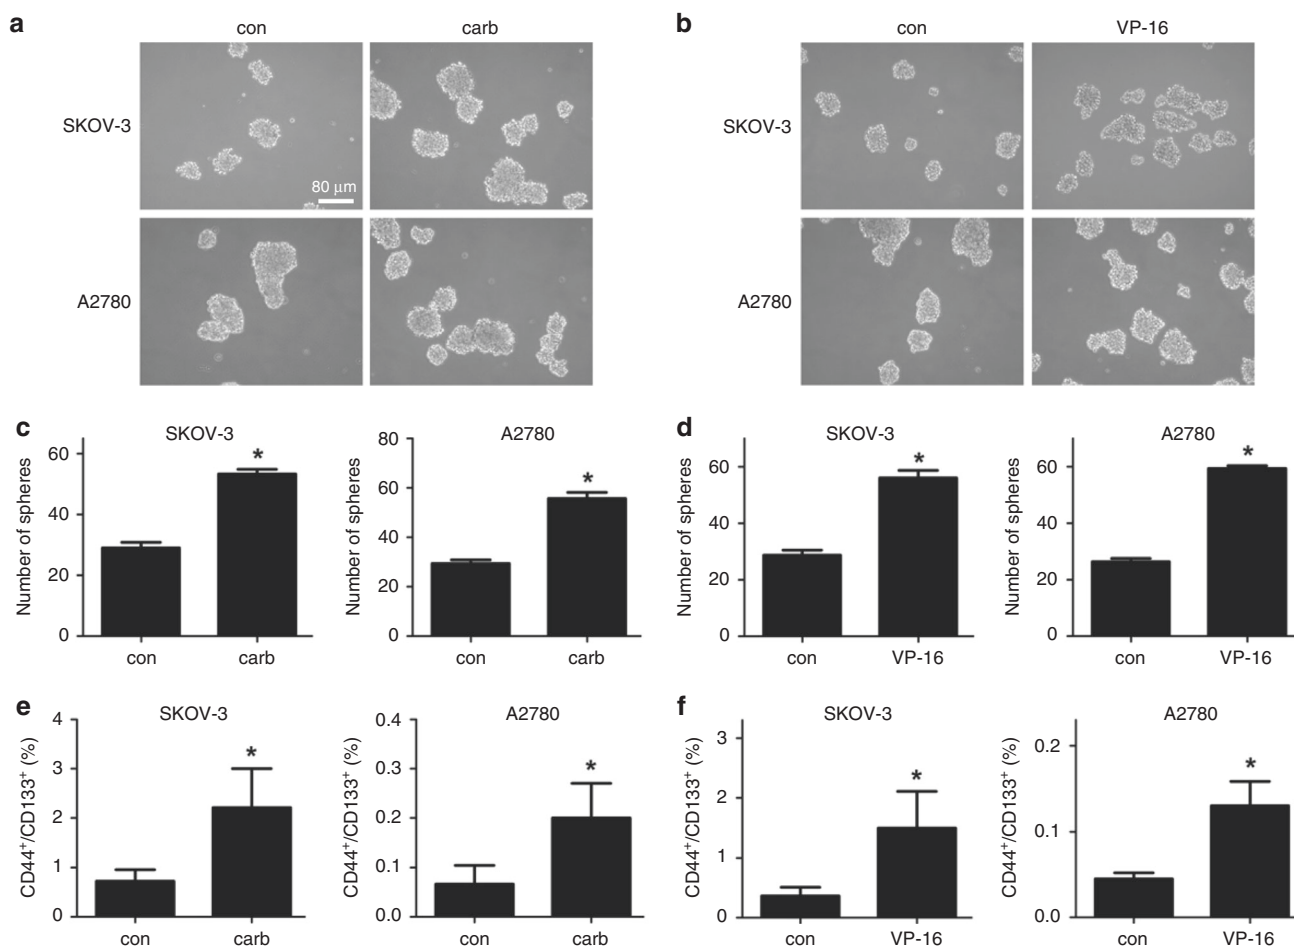 a
con carb
SKOV-3
80 μm
A2780
b
con VP-16
SKOV-3
A2780
c
SKOV-3
Number of spheres
60
40
20
0
*
con carb
A2780
Number of spheres
80
60
40
20
0
*
con carb
d
SKOV-3
Number of spheres
60
40
20
0
*
con VP-16
A2780
Number of spheres
60
40
20
0
*
con VP-16
e
SKOV-3
CD44⁺/CD133⁺ (%)
4
3
2
1
0
*
con carb
A2780
CD44⁺/CD133⁺ (%)
0.4
0.3
0.2
0.1
0.0
*
con carb
f
SKOV-3
CD44⁺/CD133⁺ (%)
3
2
1
0
*
con VP-16
A2780
CD44⁺/CD133⁺ (%)
0.2
0.1
0.0
*
con VP-16